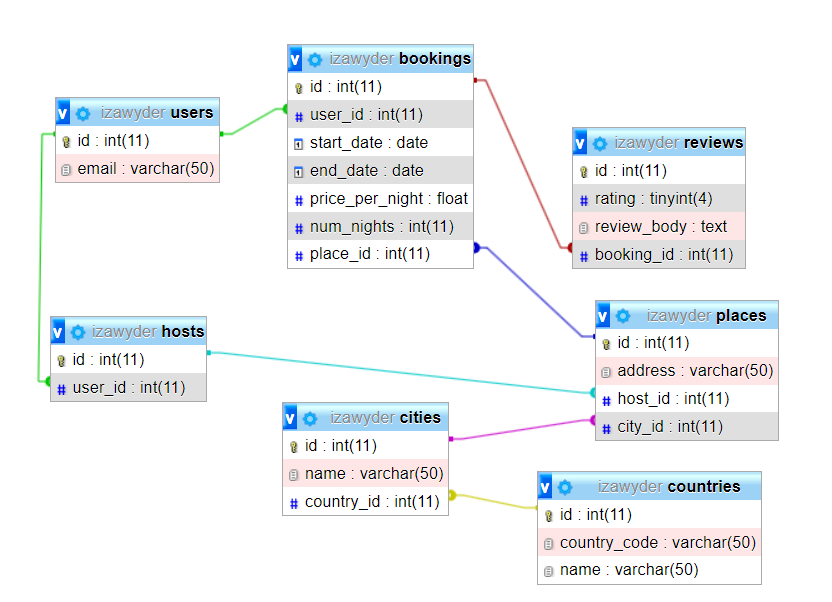 v izawyder bookings
id : int(11)
user_id : int(11)
start_date : date
end_date : date
price_per_night : float
num_nights : int(11)
place_id : int(11)
v izawyder users
id : int(11)
email : varchar(50)
v izawyder reviews
id : int(11)
rating : tinyint(4)
review_body : text
booking_id : int(11)
v izawyder hosts
id : int(11)
user_id : int(11)
v izawyder places
id : int(11)
address : varchar(50)
host_id : int(11)
city_id : int(11)
v izawyder cities
id : int(11)
name : varchar(50)
country_id : int(11)
v izawyder countries
id : int(11)
country_code : varchar(50)
name : varchar(50)